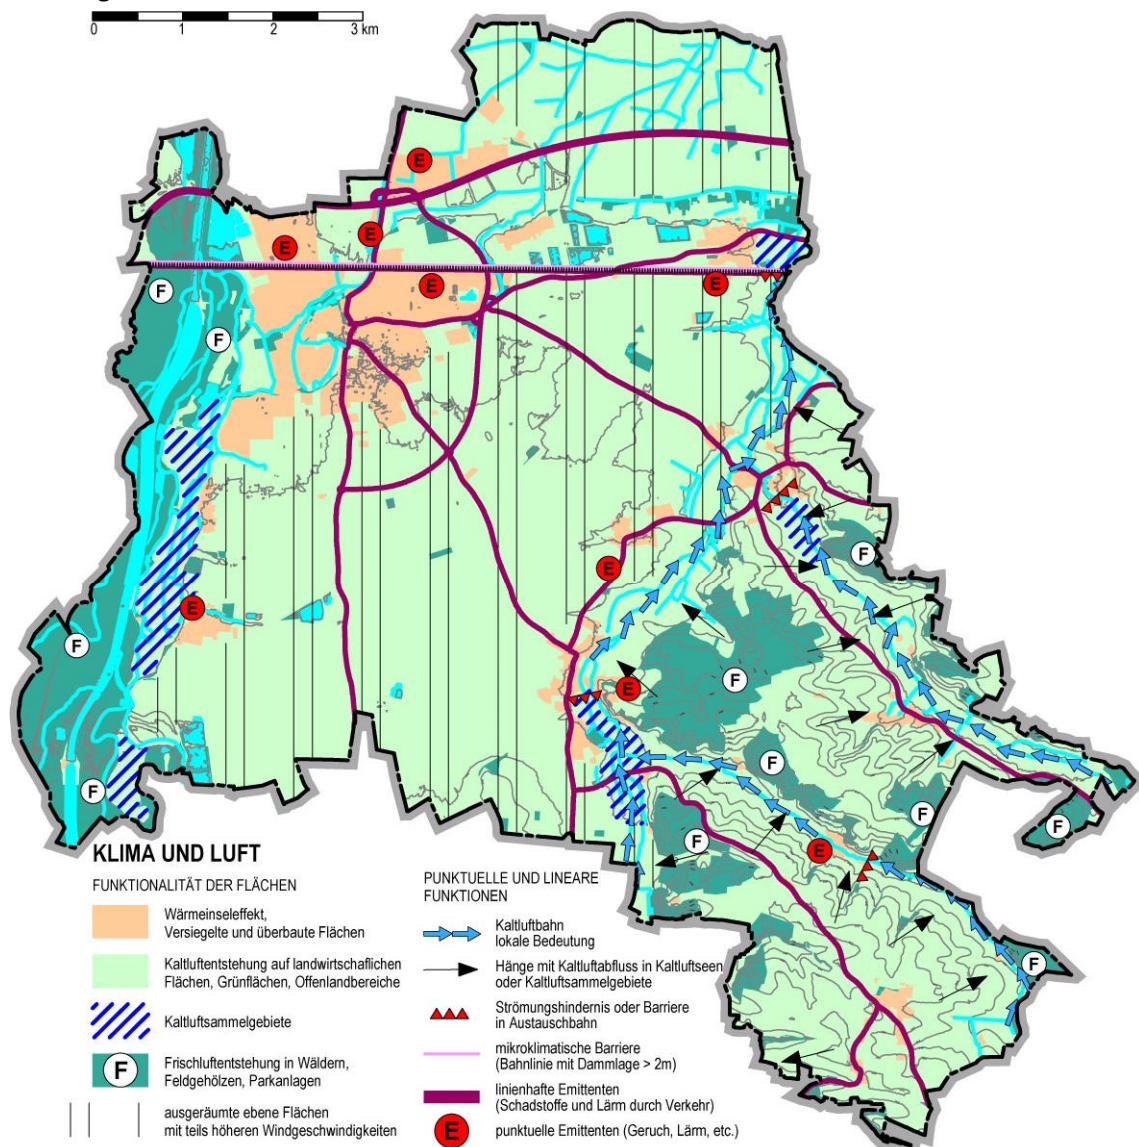 0 1 2 3 km
E
E
E
E
E
E
F
F
F
E
E
F
F
E
F
F
F
F
F
E
F
F
KLIMA UND LUFT
FUNKTIONALITÄT DER FLÄCHEN
Wärmeinseleffekt,
Versiegelte und überbaute Flächen
Kaltluftentstehung auf landwirtschaflichen
Flächen, Grünflächen, Offenlandbereiche
Kaltluftsammelgebiete
F
Frischluftentstehung in Wäldern,
Feldgehölzen, Parkanlagen
ausgeräumte ebene Flächen
mit teils höheren Windgeschwindigkeiten
PUNKTUELLE UND LINEARE
FUNKTIONEN
Kaltluftbahn
lokale Bedeutung
Hänge mit Kaltluftabfluss in Kaltluftseen
oder Kaltluftsammelgebiete
Strömungshindernis oder Barriere
in Austauschbahn
mikroklimatische Barriere
(Bahnlinie mit Dammlage > 2m)
linienhafte Emittenten
(Schadstoffe und Lärm durch Verkehr)
E
punktuelle Emittenten (Geruch, Lärm, etc.)